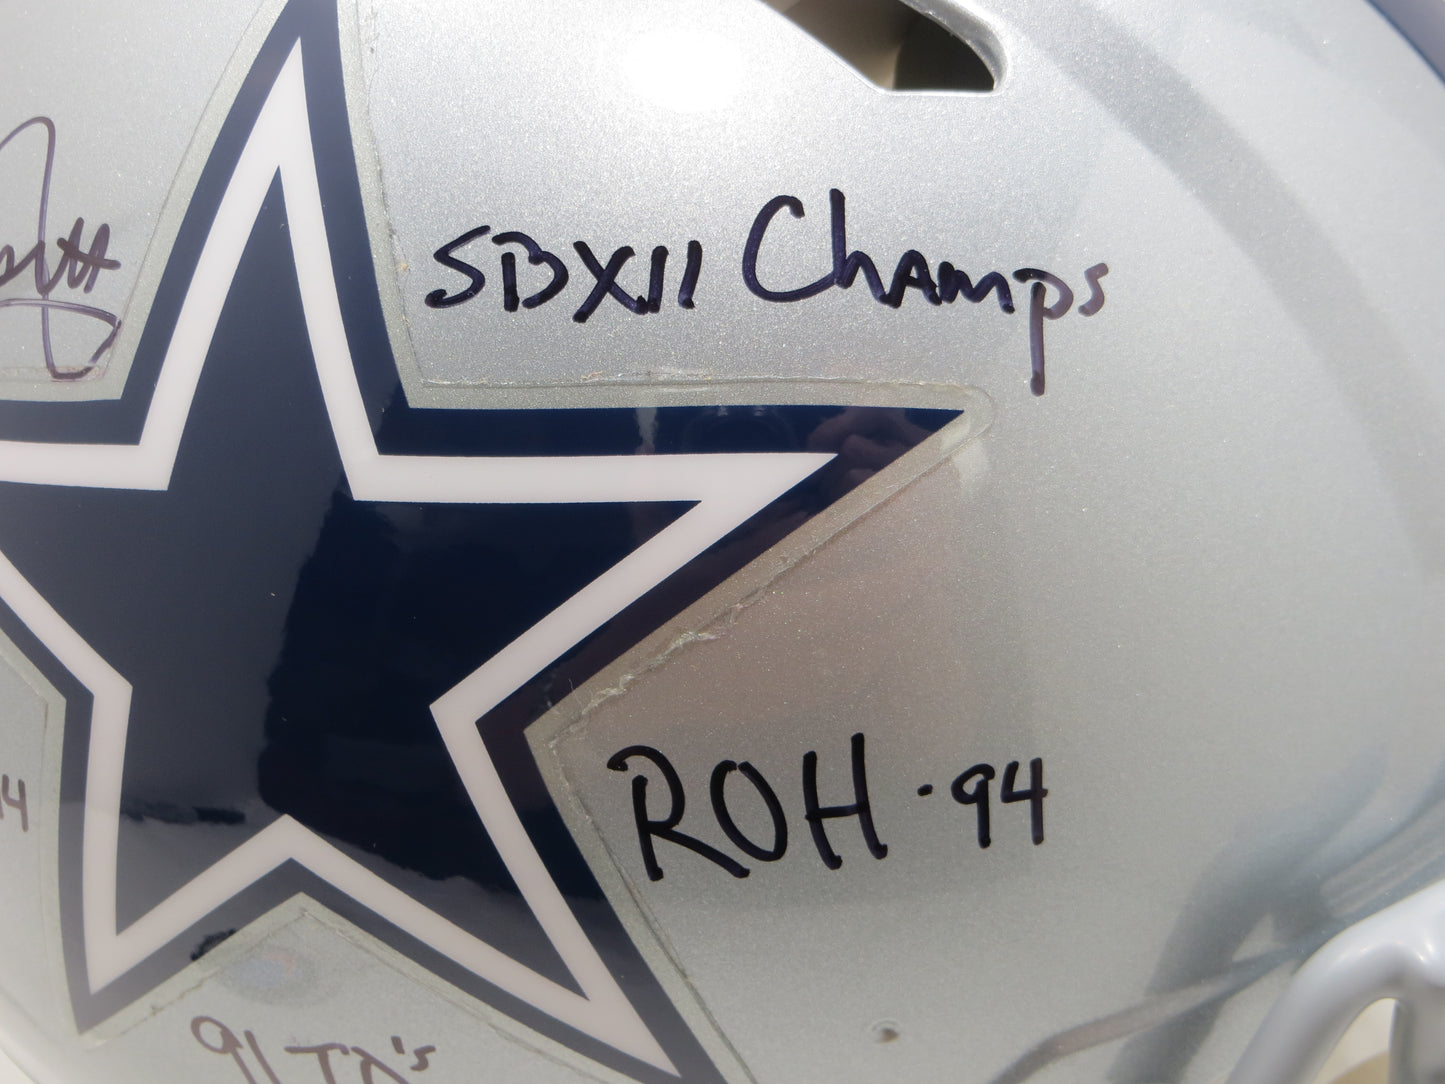 SBXII Champs
ROH - 94
91 TD's